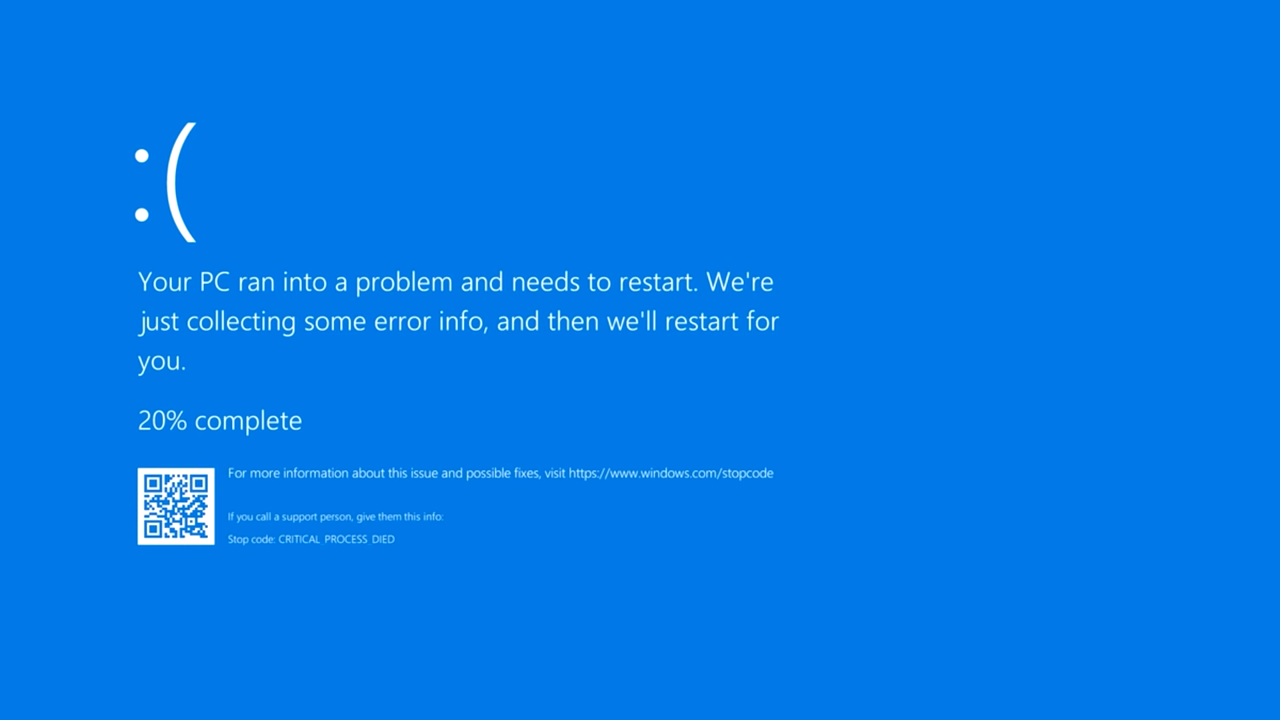 :(
Your PC ran into a problem and needs to restart. We're
just collecting some error info, and then we'll restart for
you.
20% complete
For more information about this issue and possible fixes, visit https://www.windows.com/stopcode
If you call a support person, give them this info:
Stop code: CRITICAL_PROCESS_DIED